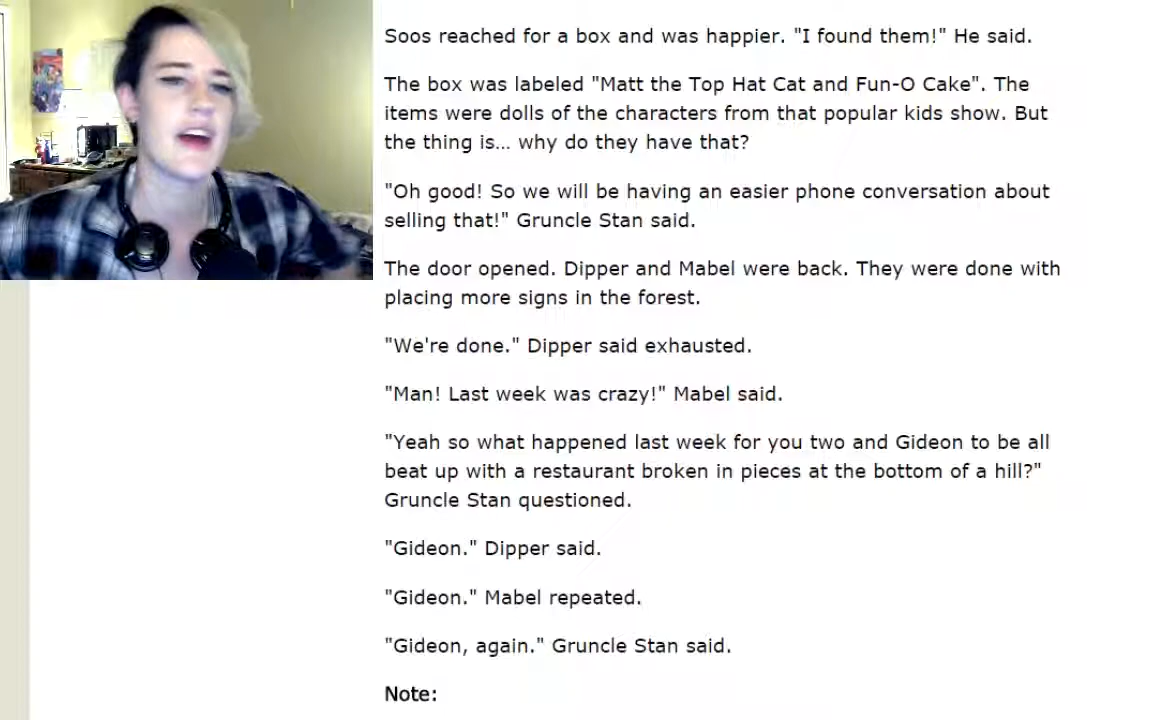 Soos reached for a box and was happier. "I found them!" He said.
The box was labeled "Matt the Top Hat Cat and Fun-O Cake". The
items were dolls of the characters from that popular kids show. But
the thing is... why do they have that?
"Oh good! So we will be having an easier phone conversation about
selling that!" Gruncle Stan said.
The door opened. Dipper and Mabel were back. They were done with
placing more signs in the forest.
"We're done." Dipper said exhausted.
"Man! Last week was crazy!" Mabel said.
"Yeah so what happened last week for you two and Gideon to be all
beat up with a restaurant broken in pieces at the bottom of a hill?"
Gruncle Stan questioned.
"Gideon." Dipper said.
"Gideon." Mabel repeated.
"Gideon, again." Gruncle Stan said.
Note: